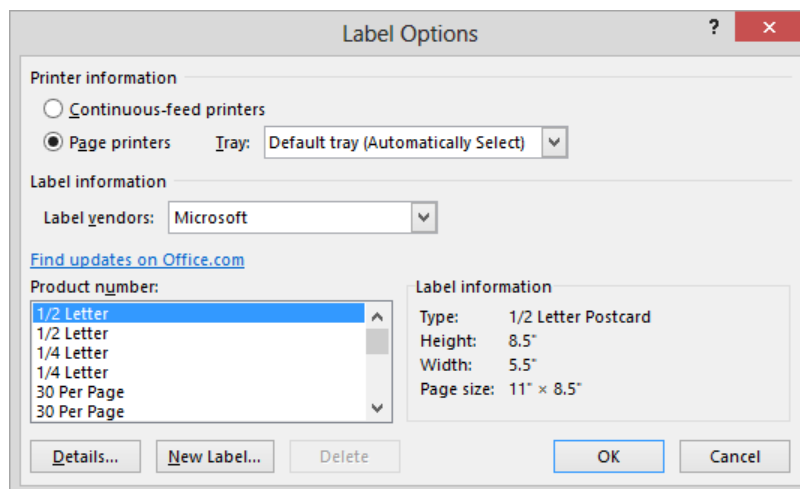 Label Options
?
Printer information
Continuous-feed printers
Page printers Tray: Default tray (Automatically Select)
Label information
Label vendors: Microsoft
Find updates on Office.com
Product number:
1/2 Letter
1/2 Letter
1/4 Letter
1/4 Letter
30 Per Page
30 Per Page
Label information
Type: 1/2 Letter Postcard
Height: 8.5"
Width: 5.5"
Page size: 11" × 8.5"
Details... New Label... Delete OK Cancel